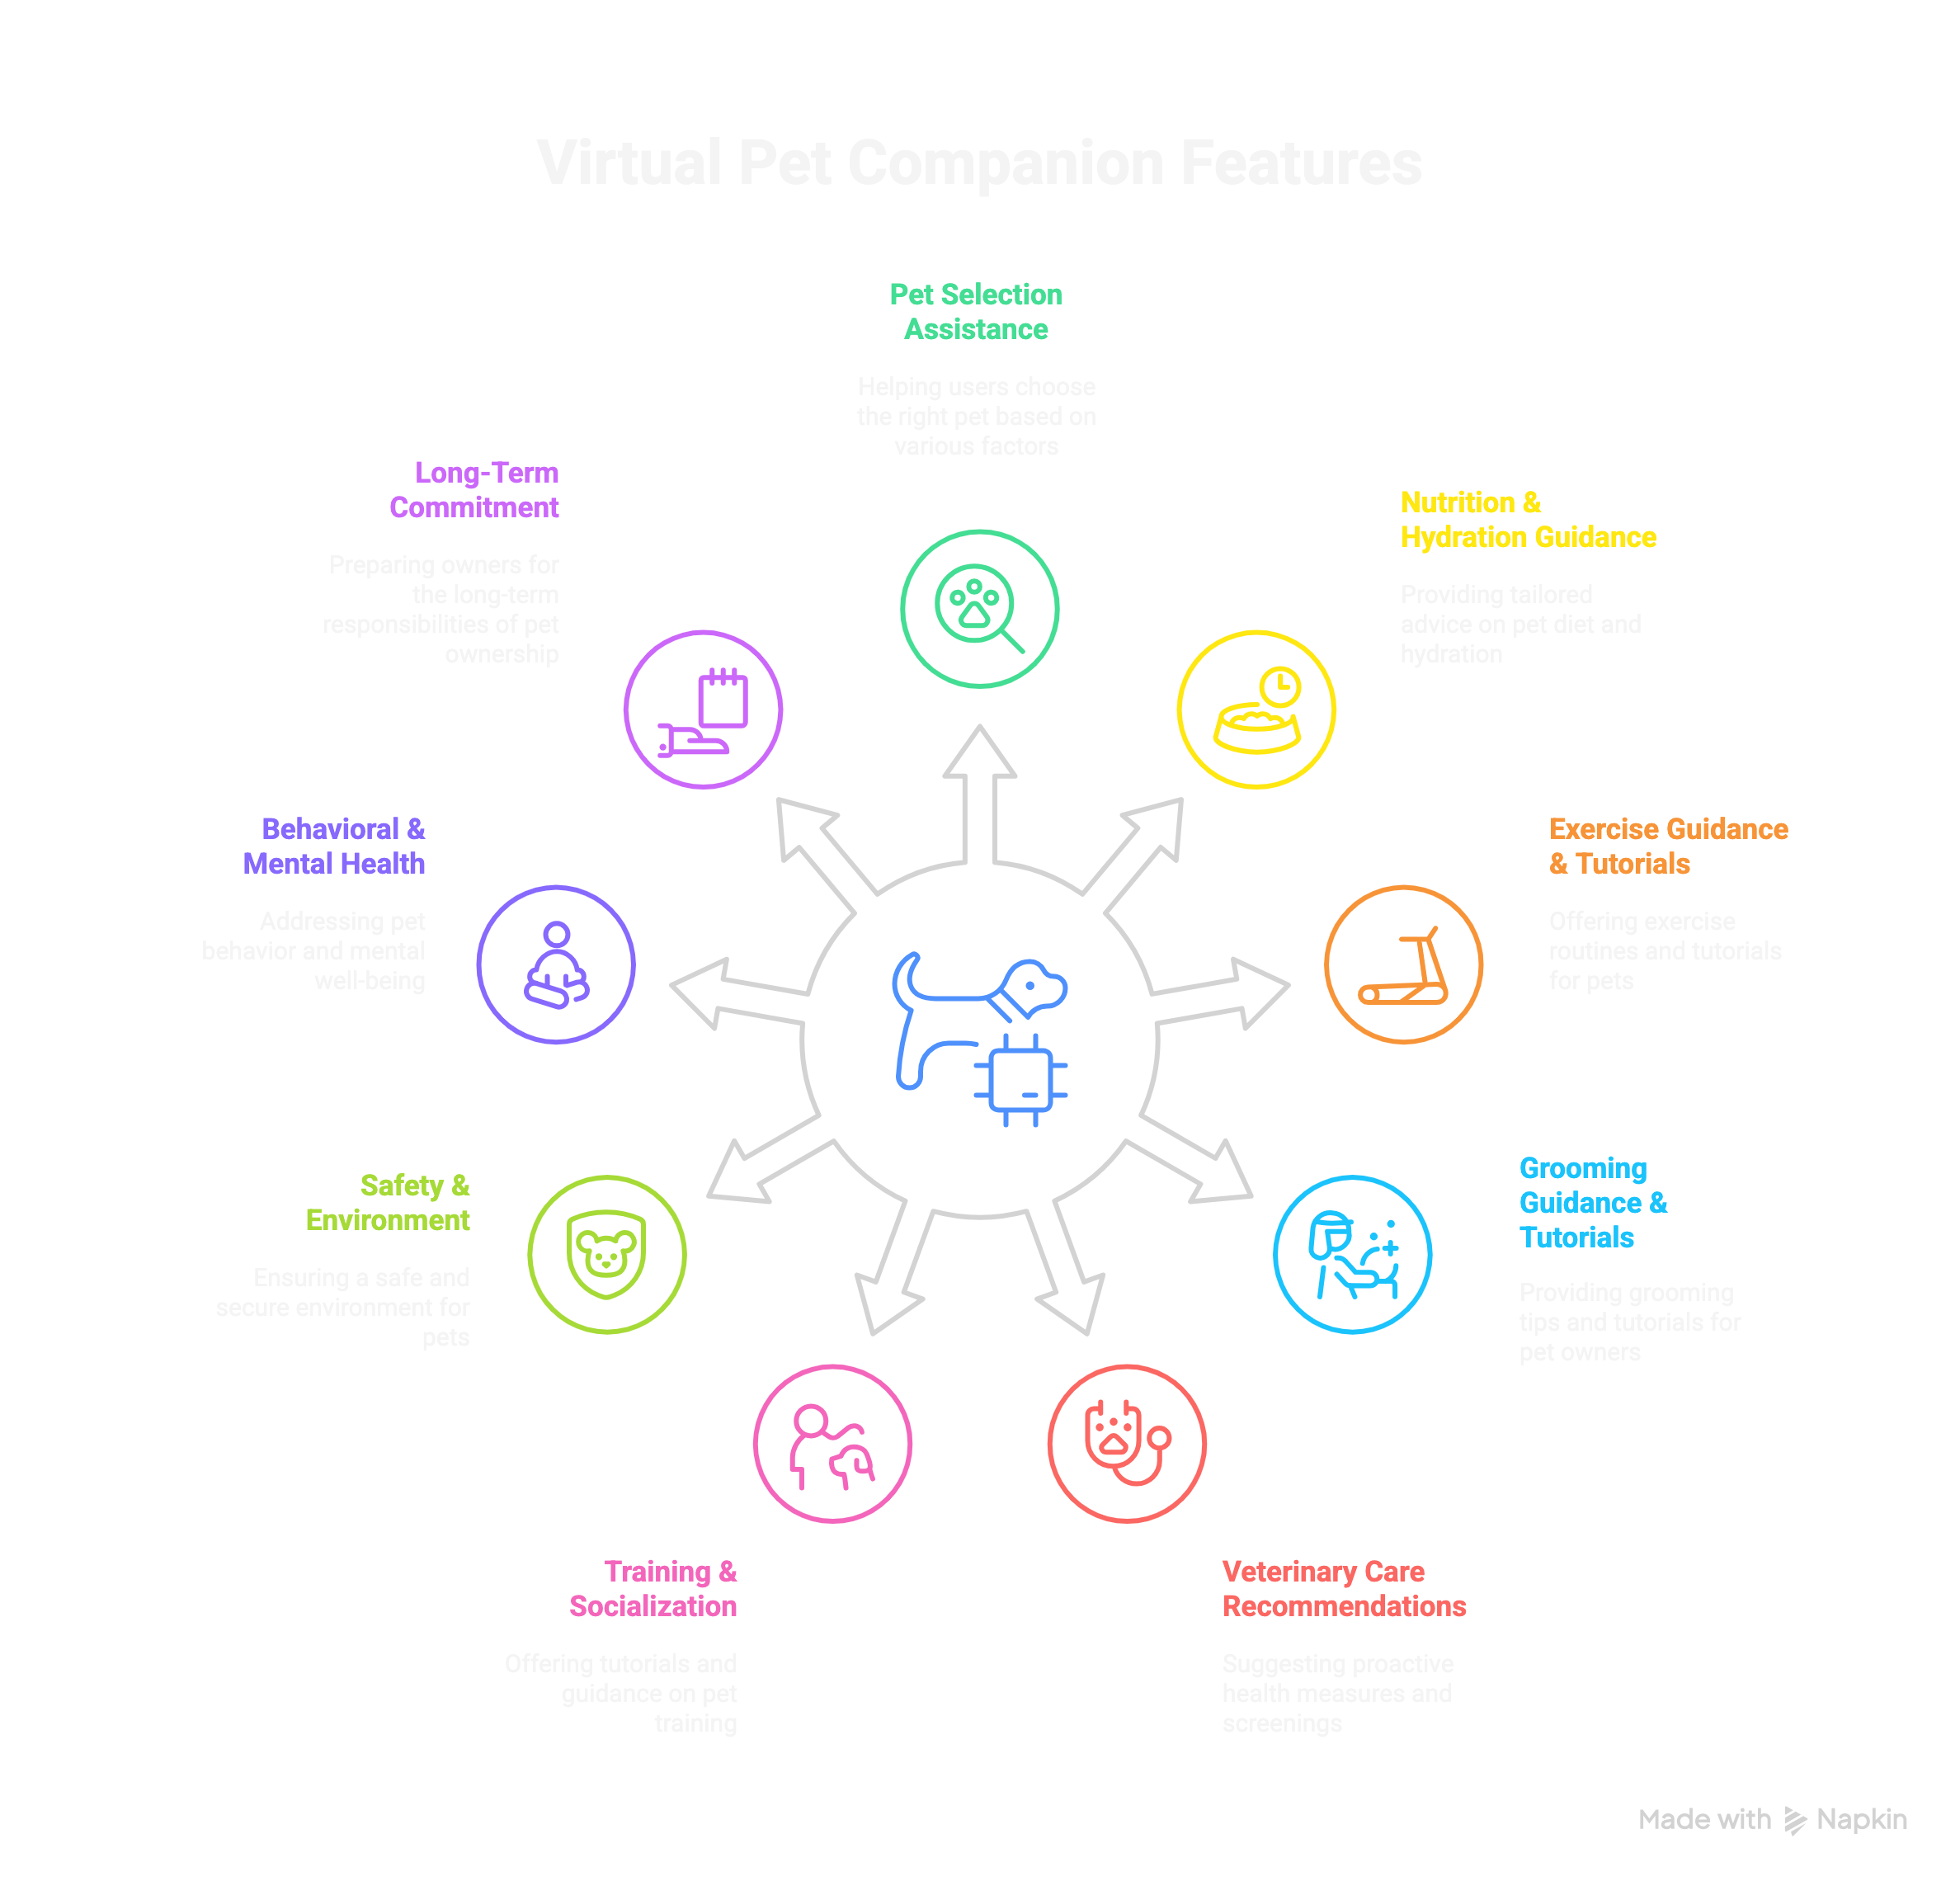 Virtual Pet Companion Features
Pet Selection
Assistance
Helping users choose
the right pet based on
various factors
Long-Term
Commitment
Preparing owners for
the long-term
responsibilities of pet
ownership
Nutrition &
Hydration Guidance
Providing tailored
advice on pet diet and
hydration
Behavioral &
Mental Health
Addressing pet
behavior and mental
well-being
Exercise Guidance
& Tutorials
Offering exercise
routines and tutorials
for pets
Safety &
Environment
Ensuring a safe and
secure environment for
pets
Grooming
Guidance &
Tutorials
Providing grooming
tips and tutorials for
pet owners
Training &
Socialization
Offering tutorials and
guidance on pet
training
Veterinary Care
Recommendations
Suggesting proactive
health measures and
screenings
Made with Napkin